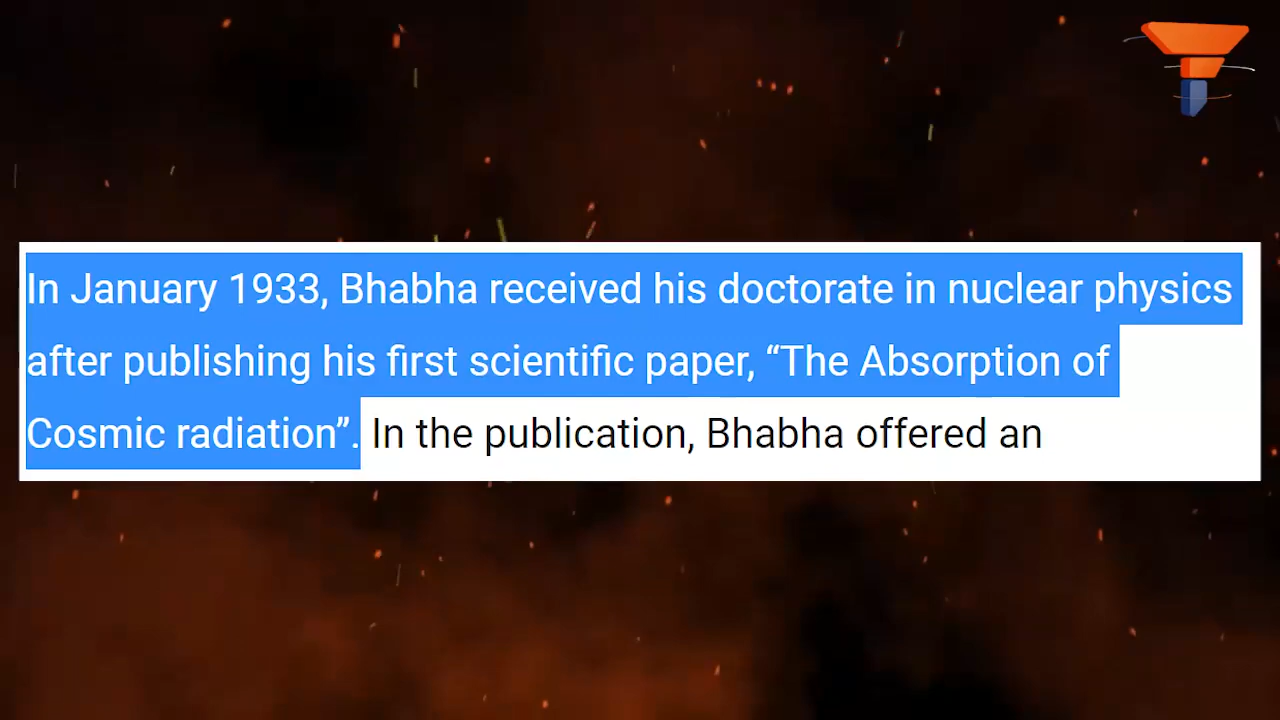 In January 1933, Bhabha received his doctorate in nuclear physics
after publishing his first scientific paper, “The Absorption of
Cosmic radiation”. In the publication, Bhabha offered an